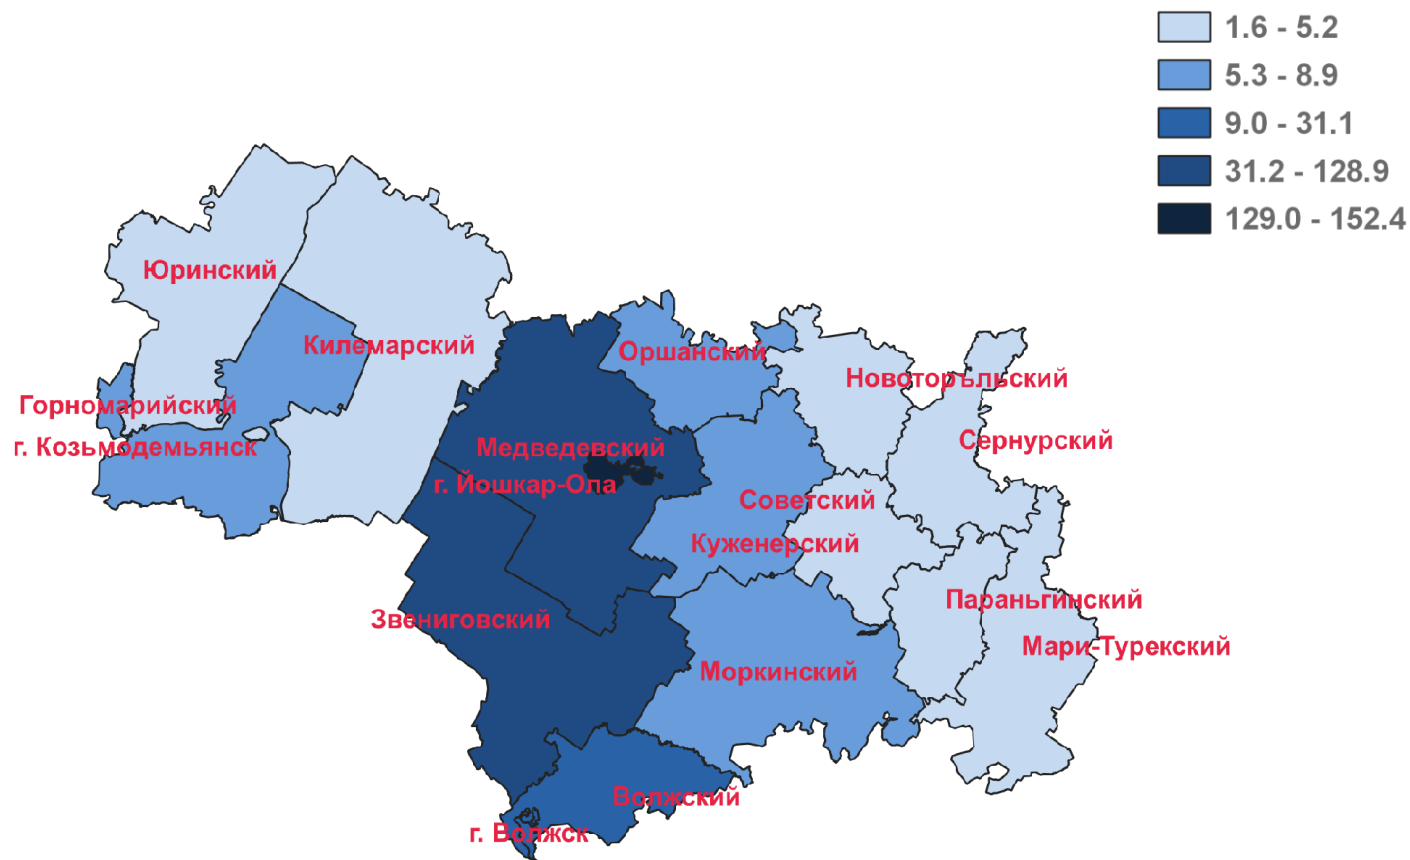 1.6 - 5.2
5.3 - 8.9
9.0 - 31.1
31.2 - 128.9
129.0 - 152.4
Юринский
Килемарский
Оршанский
Новоторъльский
Горномарийский
г. Козьмодемьянск
Медведевский
Сернурский
г. Йошкар-Ола
Советский
Куженерский
Параньгинский
Звениговский
Мари-Турекский
Моркинский
Волжский
г. Волжск